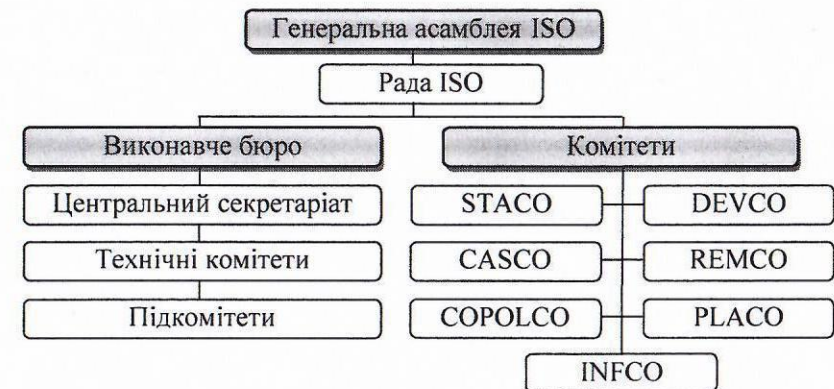 Генеральна асамблея ISO
Рада ISO
Виконавче бюро
Комітети
Центральний секретаріат
STACO
DEVCO
Технічні комітети
CASCO
REMCO
Підкомітети
COPOLCO
PLACO
INFCO